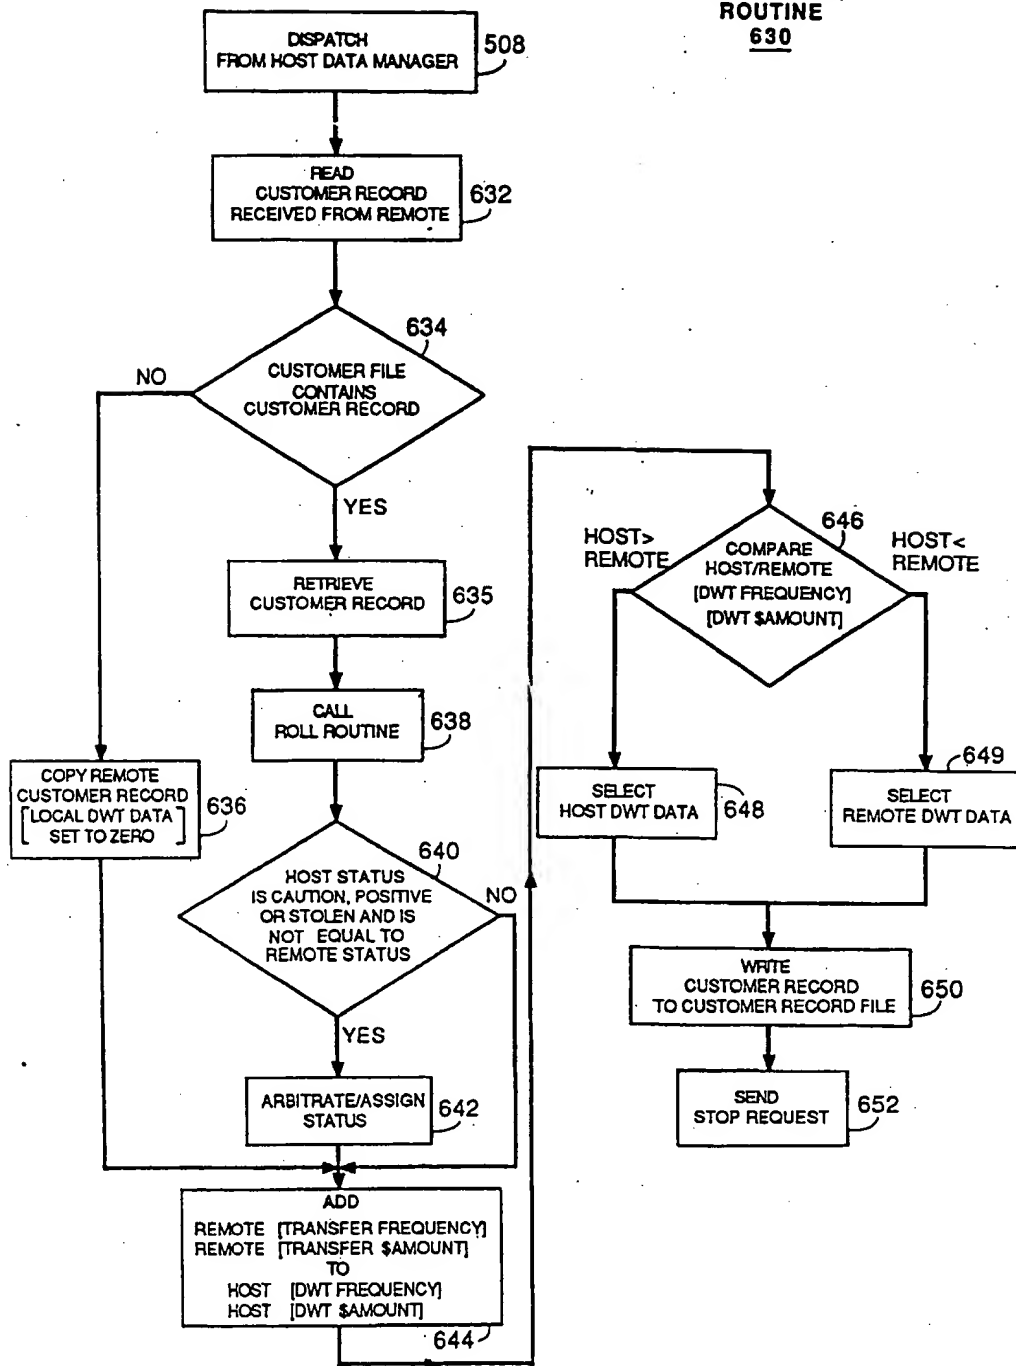 ROUTINE
630
DISPATCH
FROM HOST DATA MANAGER
508
READ
CUSTOMER RECORD
RECEIVED FROM REMOTE
632
634
CUSTOMER FILE
CONTAINS
CUSTOMER RECORD
NO
YES
RETRIEVE
CUSTOMER RECORD
635
CALL
ROLL ROUTINE
638
COPY REMOTE
CUSTOMER RECORD
[LOCAL DWT DATA
SET TO ZERO]
636
640
HOST STATUS
IS CAUTION, POSITIVE
OR STOLEN AND IS
NOT EQUAL TO
REMOTE STATUS
NO
YES
ARBITRATE/ASSIGN
STATUS
642
ADD
REMOTE [TRANSFER FREQUENCY]
REMOTE [TRANSFER $AMOUNT]
TO
HOST [DWT FREQUENCY]
HOST [DWT $AMOUNT]
644
646
HOST>
REMOTE
COMPARE
HOST/REMOTE
[DWT FREQUENCY]
[DWT $AMOUNT]
HOST<
REMOTE
SELECT
HOST DWT DATA
648
649
SELECT
REMOTE DWT DATA
WRITE
CUSTOMER RECORD
TO CUSTOMER RECORD FILE
650
SEND
STOP REQUEST
652